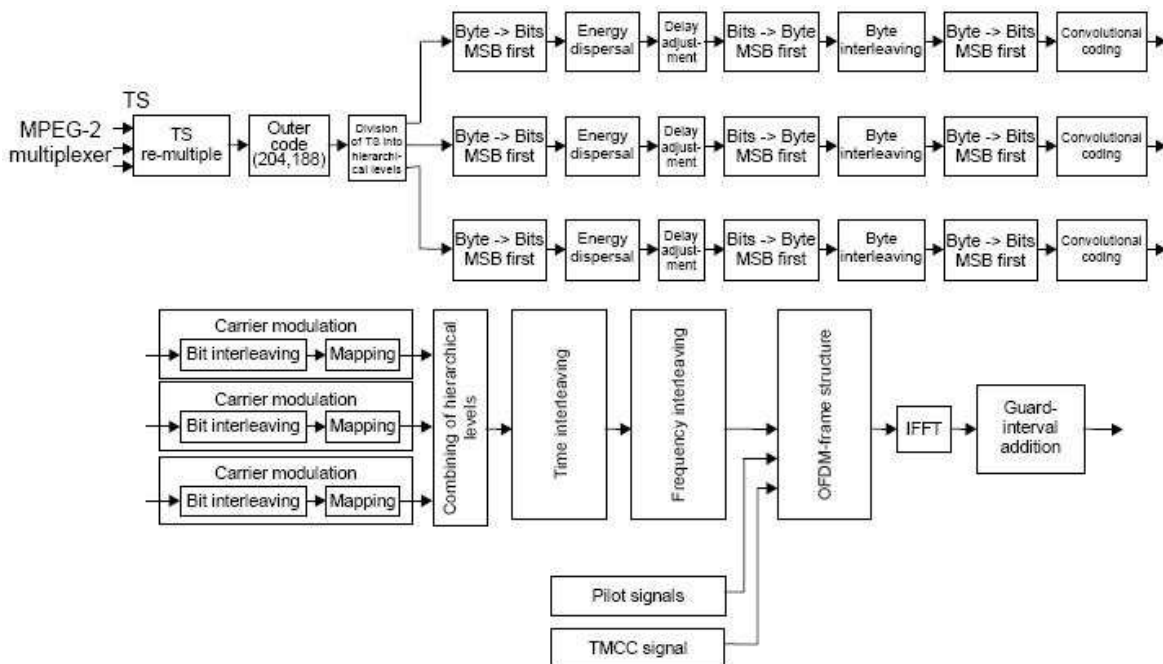 TS
MPEG-2
multiplexer
TS
re-multiple
Outer
code
(204,188)
Division
of TS into
hierarchi-
cal levels
Byte -> Bits
MSB first
Energy
dispersal
Delay
adjust-
ment
Bits -> Byte
MSB first
Byte
interleaving
Byte -> Bits
MSB first
Convolutional
coding
Byte -> Bits
MSB first
Energy
dispersal
Delay
adjust-
ment
Bits -> Byte
MSB first
Byte
interleaving
Byte -> Bits
MSB first
Convolutional
coding
Byte -> Bits
MSB first
Energy
dispersal
Delay
adjust-
ment
Bits -> Byte
MSB first
Byte
interleaving
Byte -> Bits
MSB first
Convolutional
coding
Carrier modulation
Bit interleaving
Mapping
Carrier modulation
Bit interleaving
Mapping
Carrier modulation
Bit interleaving
Mapping
Combining of hierarchical
levels
Time interleaving
Frequency interleaving
OFDM-frame structure
IFFT
Guard-
interval
addition
Pilot signals
TMCC signal